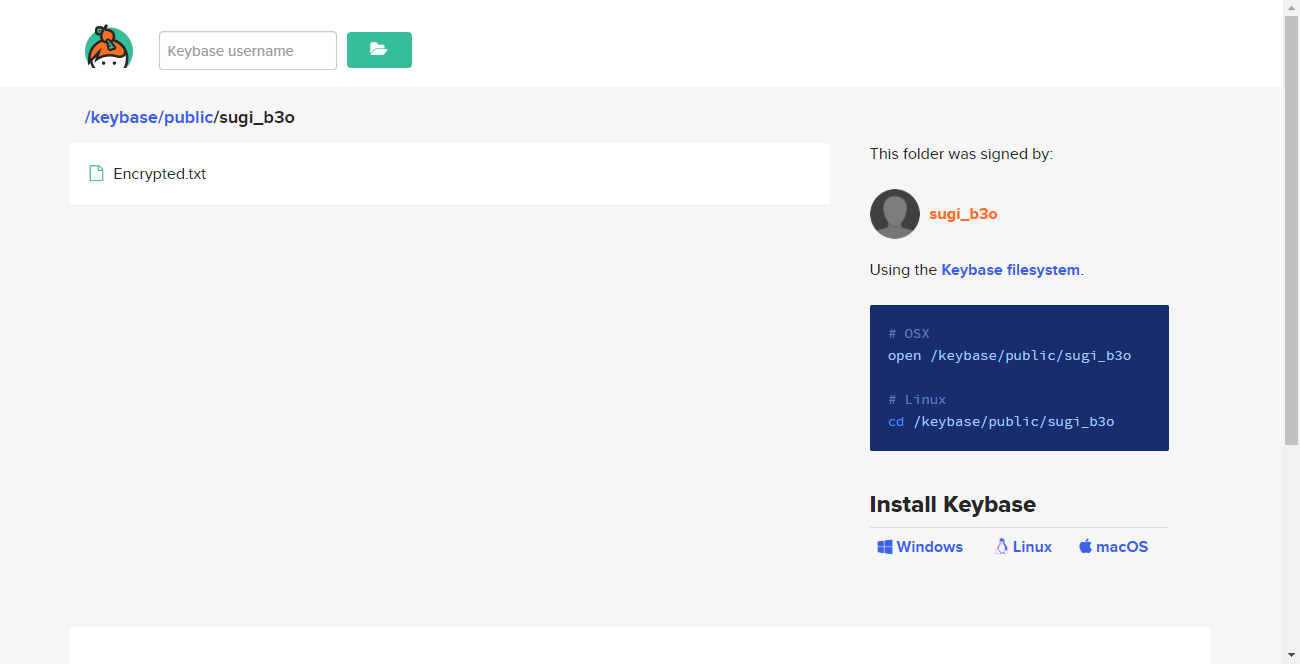 Keybase username
/keybase/public/sugi_b3o
Encrypted.txt
This folder was signed by:
sugi_b3o
Using the Keybase filesystem.
# OSX
open /keybase/public/sugi_b3o
# Linux
cd /keybase/public/sugi_b3o
Install Keybase
Windows Linux macOS